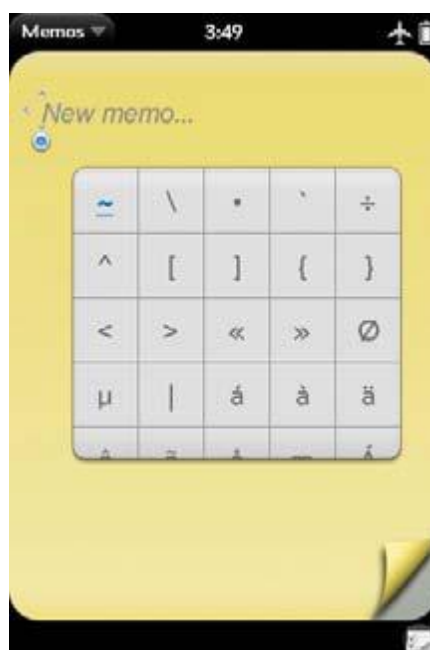 Memos 3:49
New memo...
~ \ • ` ÷
^ [ ] { }
< > « » Ø
µ | á à ä